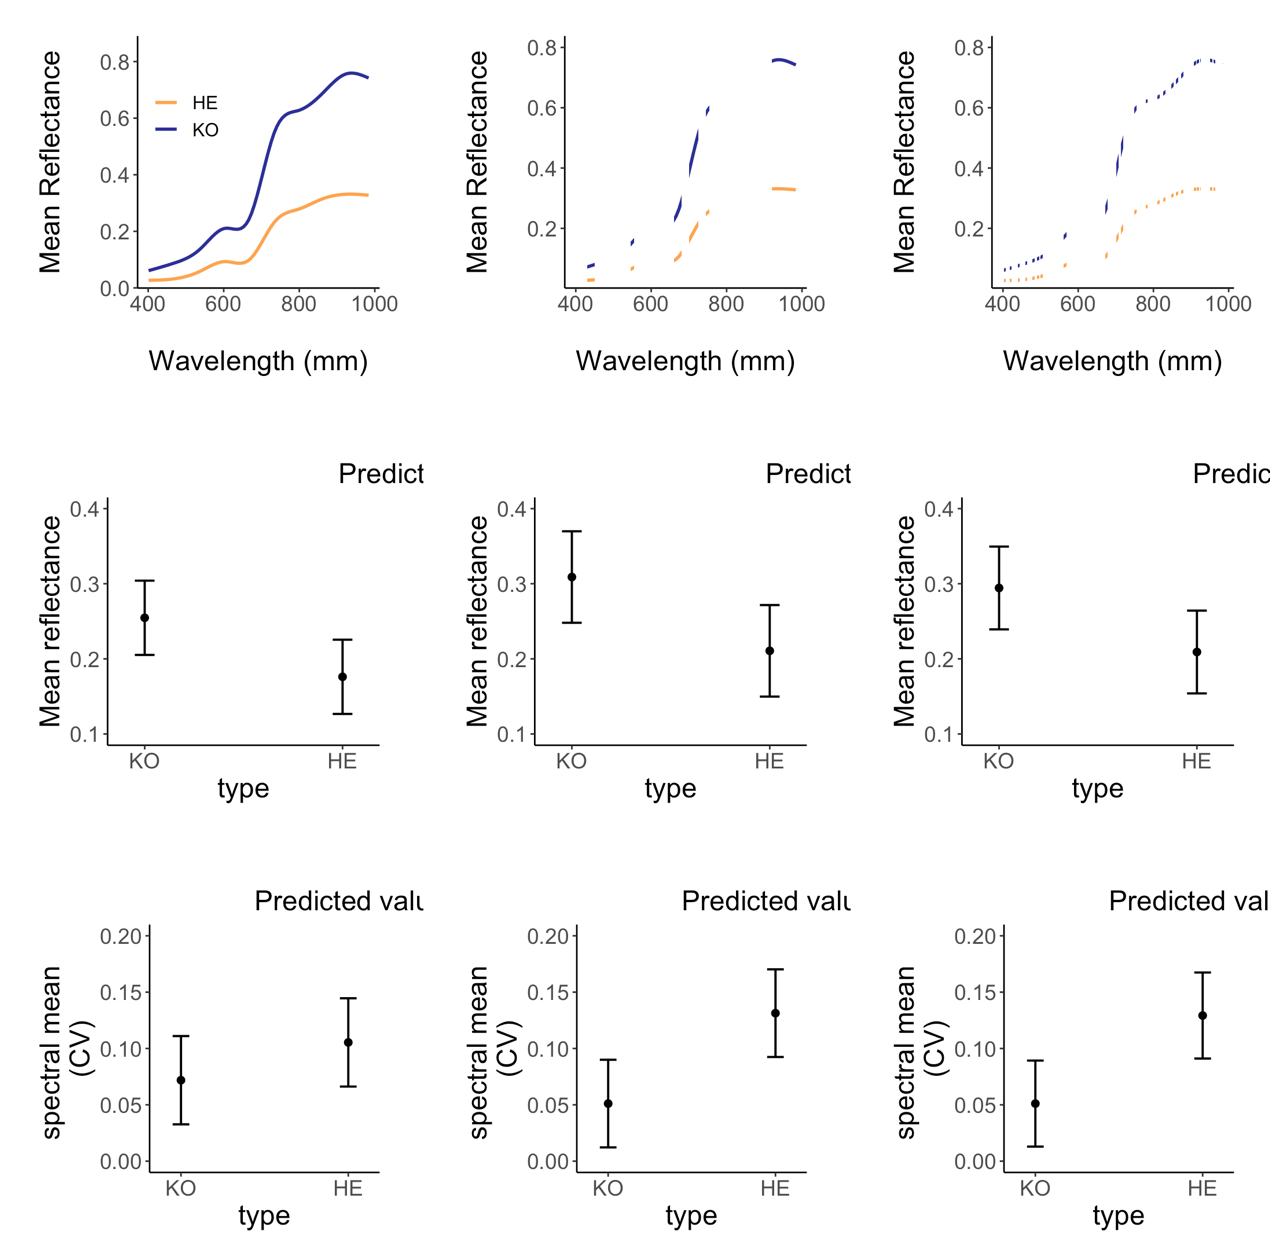 Mean Reflectance
0.8
0.6
0.4
0.2
0.0
HE
KO
400 600 800 1000
Wavelength (mm)
Mean Reflectance
0.8
0.6
0.4
0.2
400 600 800 1000
Wavelength (mm)
Mean Reflectance
0.8
0.6
0.4
0.2
400 600 800 1000
Wavelength (mm)
Predict
Mean reflectance
0.4
0.3
0.2
0.1
KO HE
type
Predict
Mean reflectance
0.4
0.3
0.2
0.1
KO HE
type
Predic
Mean reflectance
0.4
0.3
0.2
0.1
KO HE
type
Predicted valu
spectral mean
(CV)
0.20
0.15
0.10
0.05
0.00
KO HE
type
Predicted valu
spectral mean
(CV)
0.20
0.15
0.10
0.05
0.00
KO HE
type
Predicted val
spectral mean
(CV)
0.20
0.15
0.10
0.05
0.00
KO HE
type